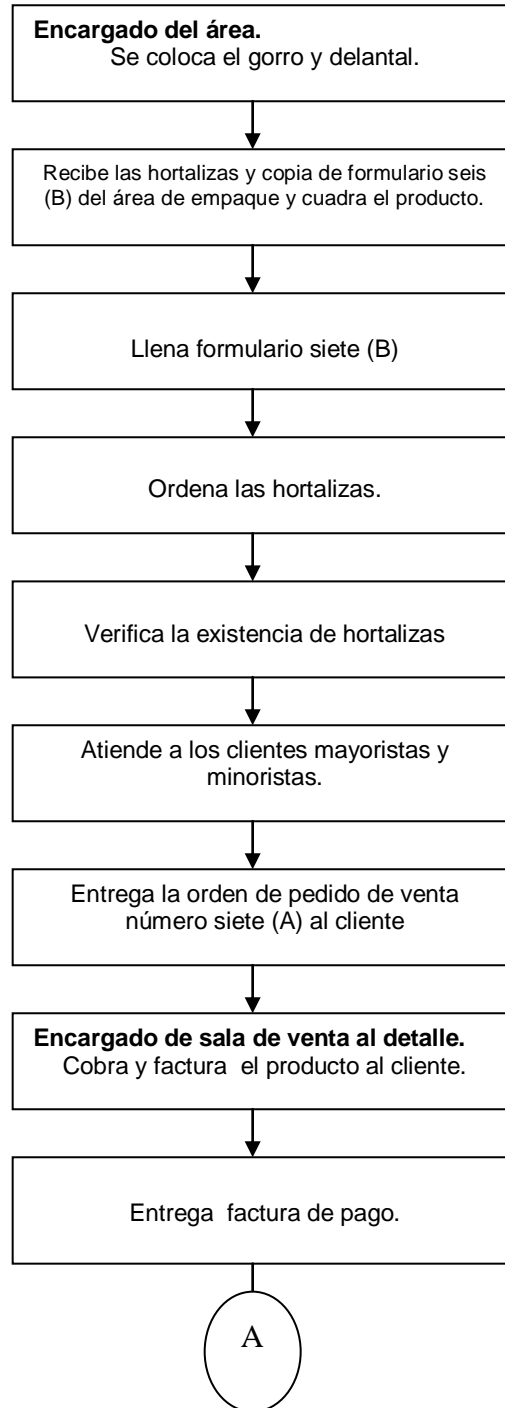 Encargado del área.
Se coloca el gorro y delantal.
Recibe las hortalizas y copia de formulario seis
(B) del área de empaque y cuadra el producto.
Llena formulario siete (B)
Ordena las hortalizas.
Verifica la existencia de hortalizas
Atiende a los clientes mayoristas y
minoristas.
Entrega la orden de pedido de venta
número siete (A) al cliente
Encargado de sala de venta al detalle.
Cobra y factura el producto al cliente.
Entrega factura de pago.
A